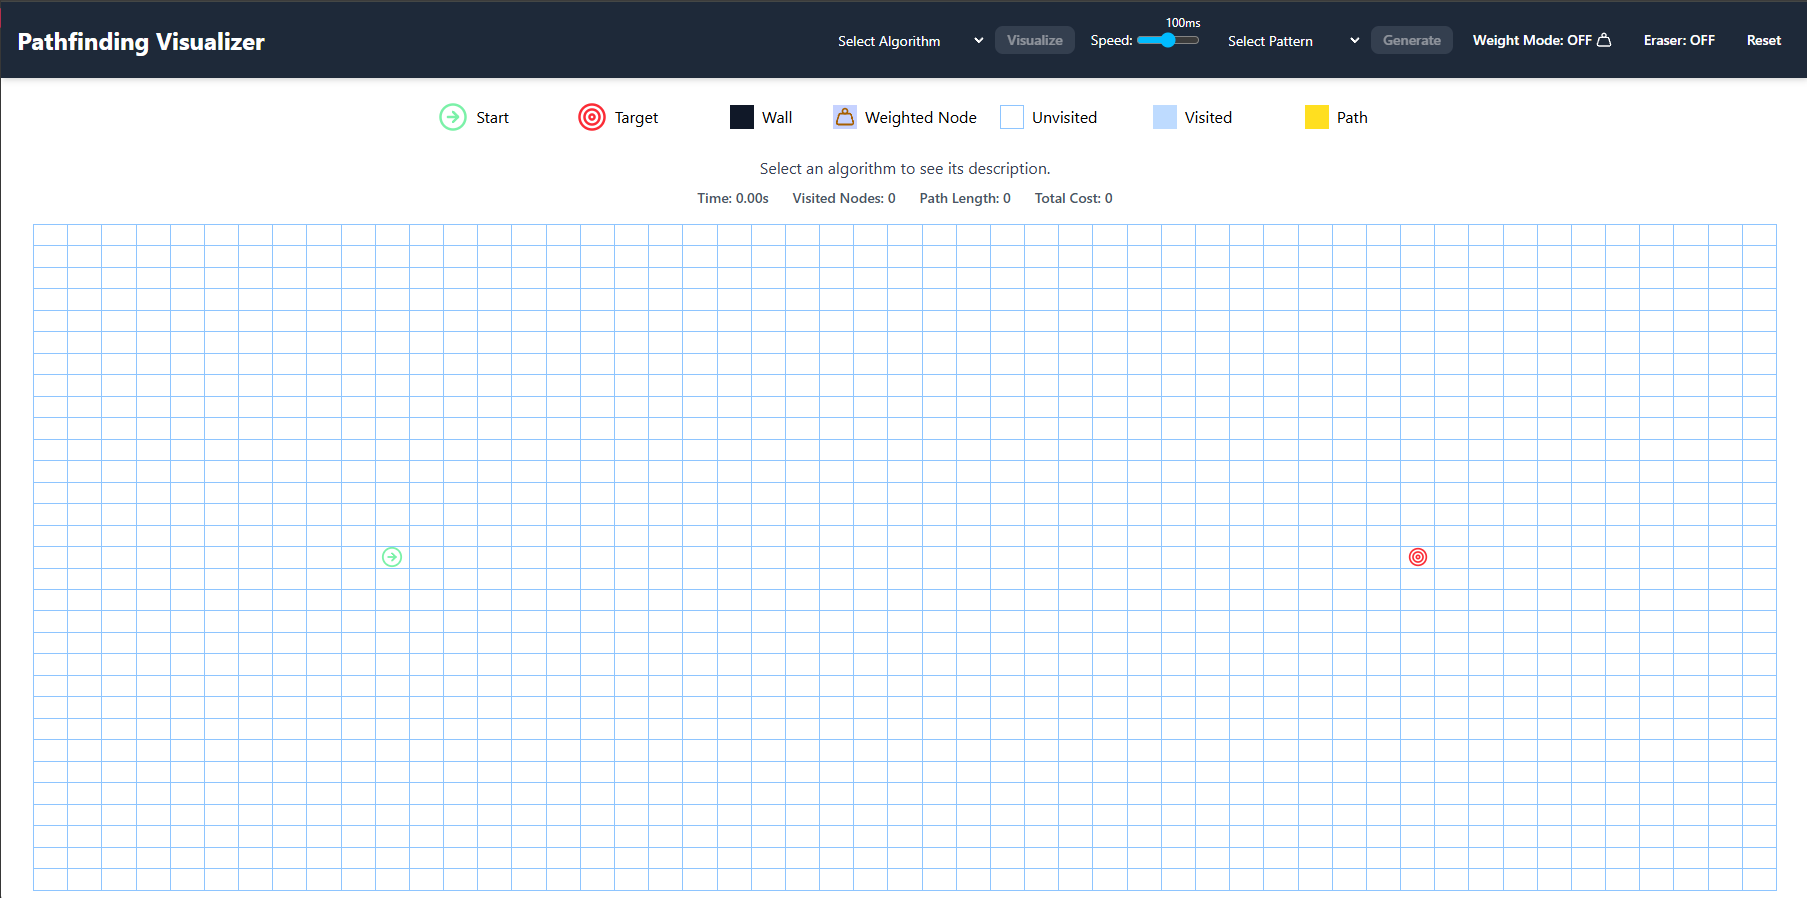 Pathfinding Visualizer
Select Algorithm
Visualize
Speed:
100ms
Select Pattern
Generate
Weight Mode: OFF
Eraser: OFF
Reset
Start
Target
Wall
Weighted Node
Unvisited
Visited
Path
Select an algorithm to see its description.
Time: 0.00s
Visited Nodes: 0
Path Length: 0
Total Cost: 0